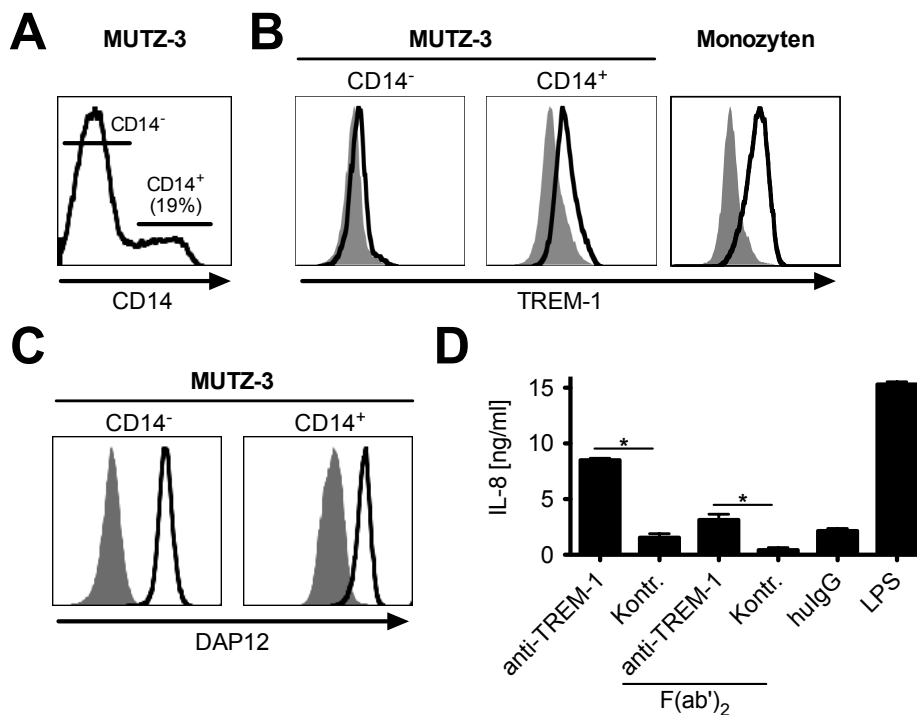 A
MUTZ-3
CD14⁻
CD14⁺
(19%)
CD14
B
MUTZ-3
Monozyten
CD14⁻
CD14⁺
TREM-1
C
MUTZ-3
CD14⁻
CD14⁺
DAP12
D
IL-8 [ng/ml]
15
10
5
0
*
*
anti-TREM-1
Kontr.
anti-TREM-1
Kontr.
huIgG
LPS
F(ab')₂